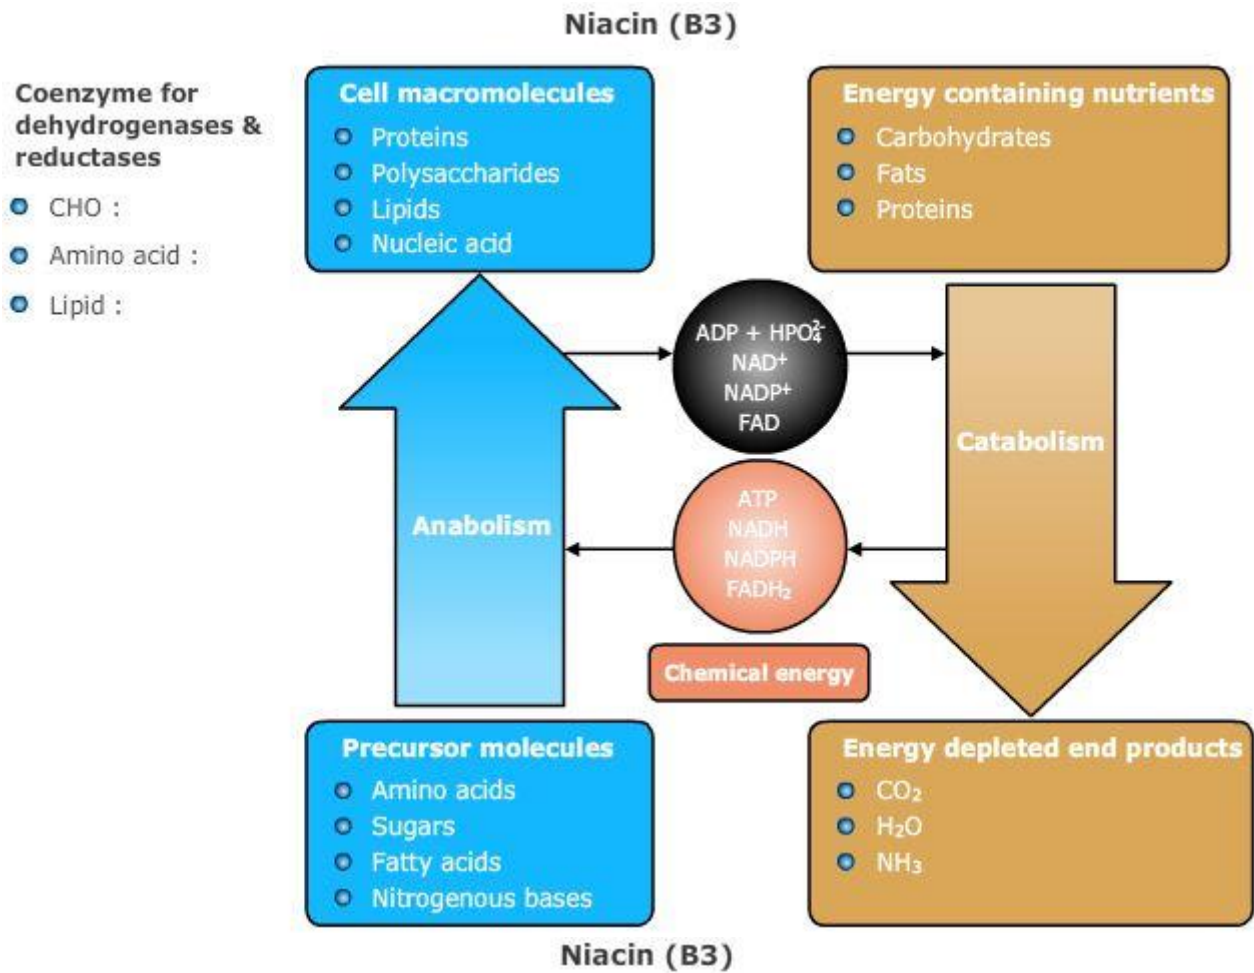 Niacin (B3)
Coenzyme for
dehydrogenases &
reductases
CHO :
Amino acid :
Lipid :
Cell macromolecules
Proteins
Polysaccharides
Lipids
Nucleic acid
Energy containing nutrients
Carbohydrates
Fats
Proteins
ADP + HPO₄²⁻
NAD⁺
NADP⁺
FAD
Catabolism
Anabolism
ATP
NADH
NADPH
FADH₂
Chemical energy
Precursor molecules
Amino acids
Sugars
Fatty acids
Nitrogenous bases
Energy depleted end products
CO₂
H₂O
NH₃
Niacin (B3)